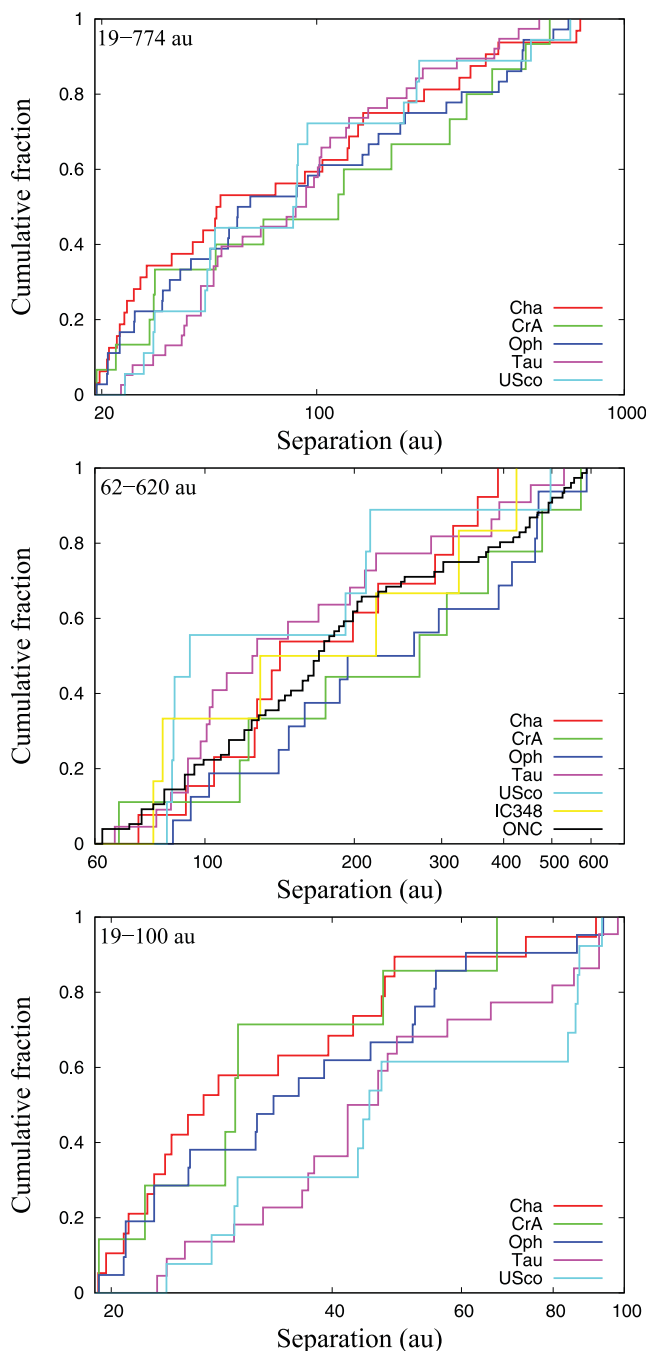 19−774 au
Cumulative fraction
1
0.8
0.6
0.4
0.2
0
Cha
CrA
Oph
Tau
USco
20 100 1000
Separation (au)
62−620 au
Cumulative fraction
1
0.8
0.6
0.4
0.2
0
Cha
CrA
Oph
Tau
USco
IC348
ONC
60 100 200 300 400 500 600
Separation (au)
19−100 au
Cumulative fraction
1
0.8
0.6
0.4
0.2
0
Cha
CrA
Oph
Tau
USco
20 40 60 80 100
Separation (au)